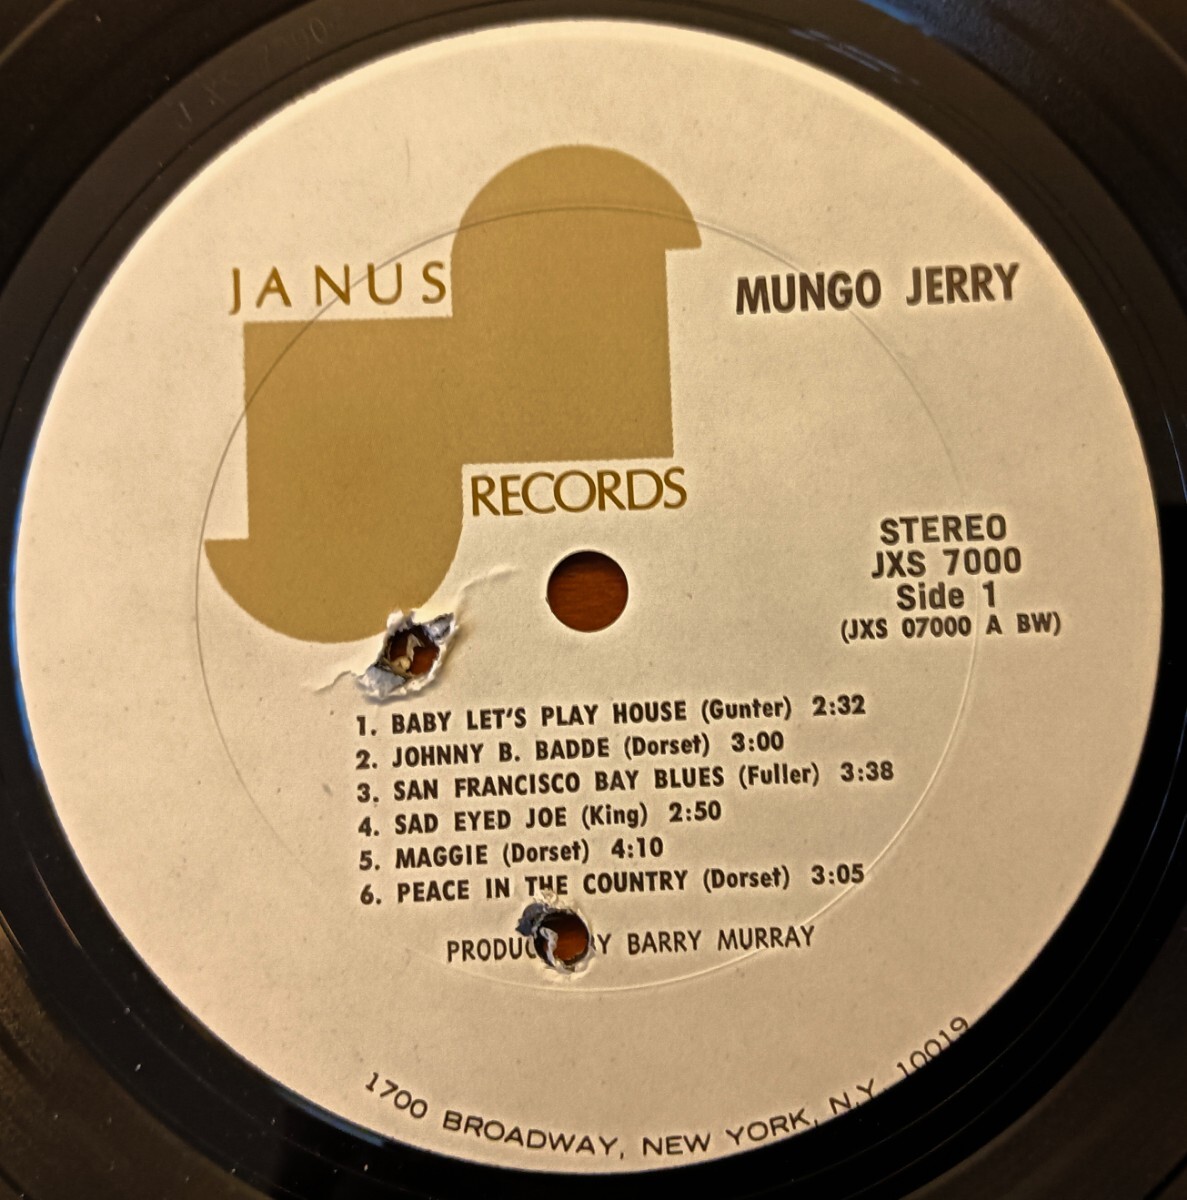 JANUS
RECORDS
MUNGO JERRY
STEREO
JXS 7000
Side 1
(JXS 07000 A BW)
1. BABY LET'S PLAY HOUSE (Gunter) 2:32
2. JOHNNY B. BADDE (Dorset) 3:00
3. SAN FRANCISCO BAY BLUES (Fuller) 3:38
4. SAD EYED JOE (King) 2:50
5. MAGGIE (Dorset) 4:10
6. PEACE IN THE COUNTRY (Dorset) 3:05
BARRY MURRAY
1700 BROADWAY, NEW YORK, N.Y. 10019